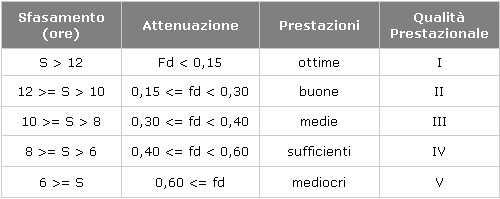 Sfasamento (ore) Attenuazione Prestazioni Qualità Prestazionale
S > 12 Fd < 0,15 ottime I
12 >= S > 10 0,15 <= fd < 0,30 buone II
10 >= S > 8 0,30 <= fd < 0,40 medie III
8 >= S > 6 0,40 <= fd < 0,60 sufficienti IV
6 >= S 0,60 <= fd mediocri V